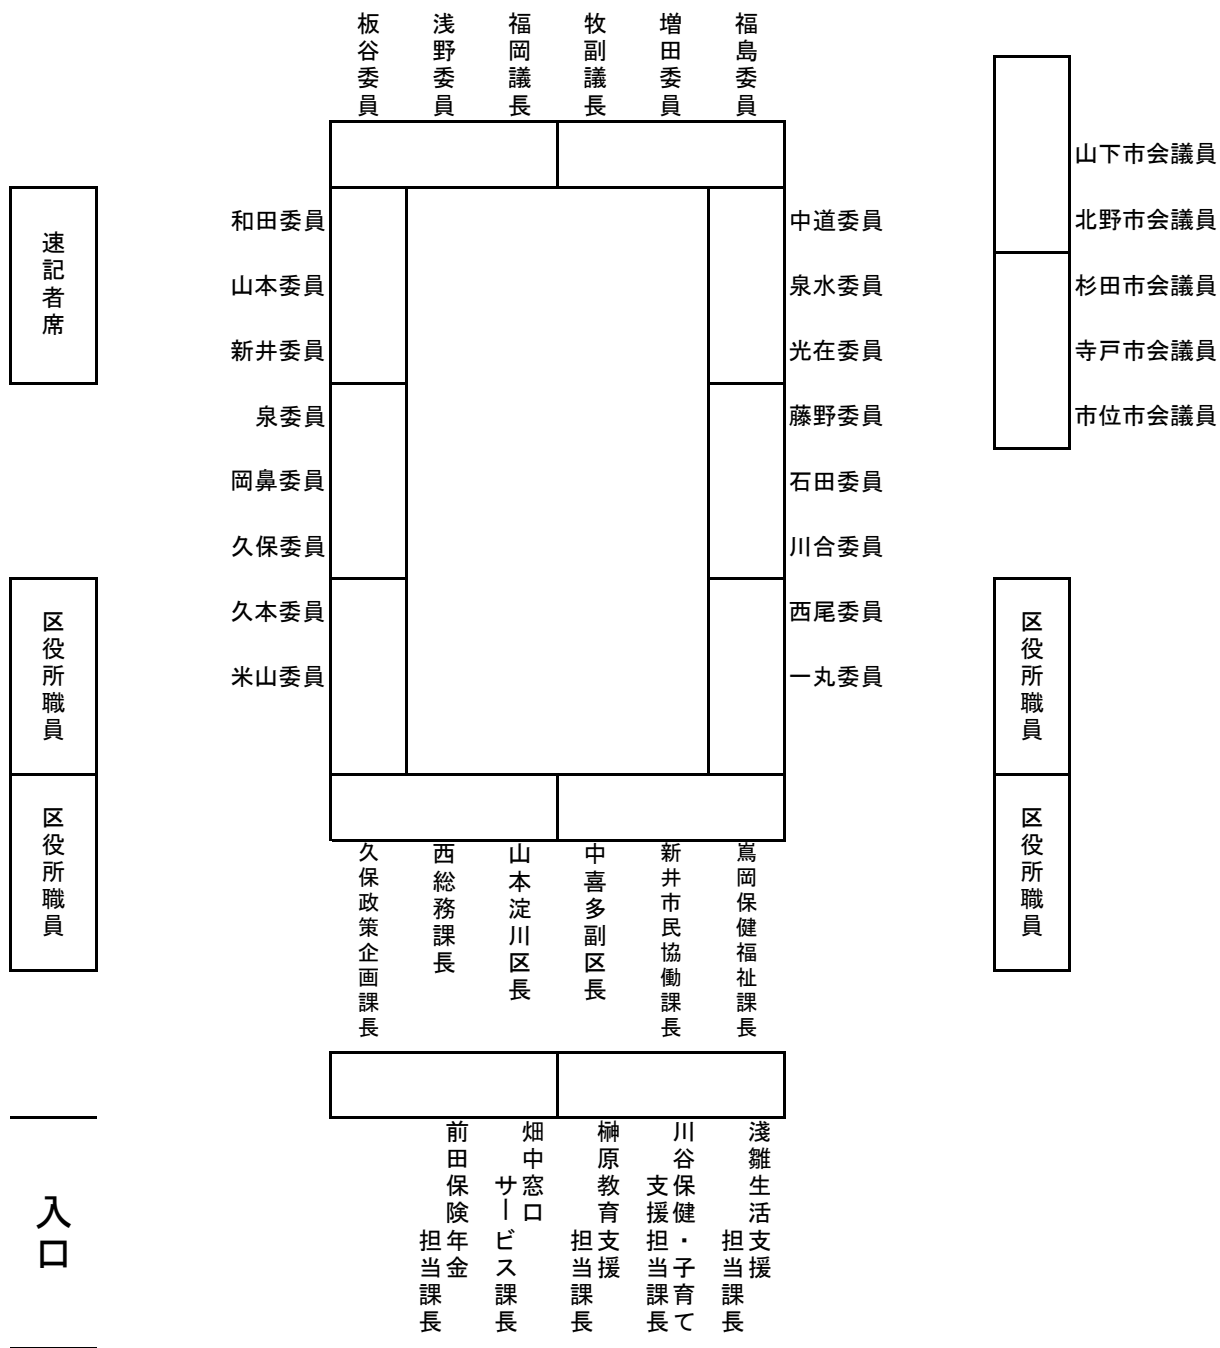 板谷委員
浅野委員
福岡議長
牧副議長
増田委員
福島委員
山下市会議員
北野市会議員
杉田市会議員
寺戸市会議員
市位市会議員
速記者席
和田委員
山本委員
新井委員
泉委員
岡鼻委員
久保委員
久本委員
米山委員
中道委員
泉水委員
光在委員
藤野委員
石田委員
川合委員
西尾委員
一丸委員
区役所職員
区役所職員
区役所職員
区役所職員
久保政策企画課長
西総務課長
山本淀川区長
中喜多副区長
新井市民協働課長
嶌岡保健福祉課長
前田保険年金
担当課長
畑中窓口
サービス課長
榊原教育支援
担当課長
川谷保健・子育て
支援担当課長
淺雛生活支援
担当課長
入口